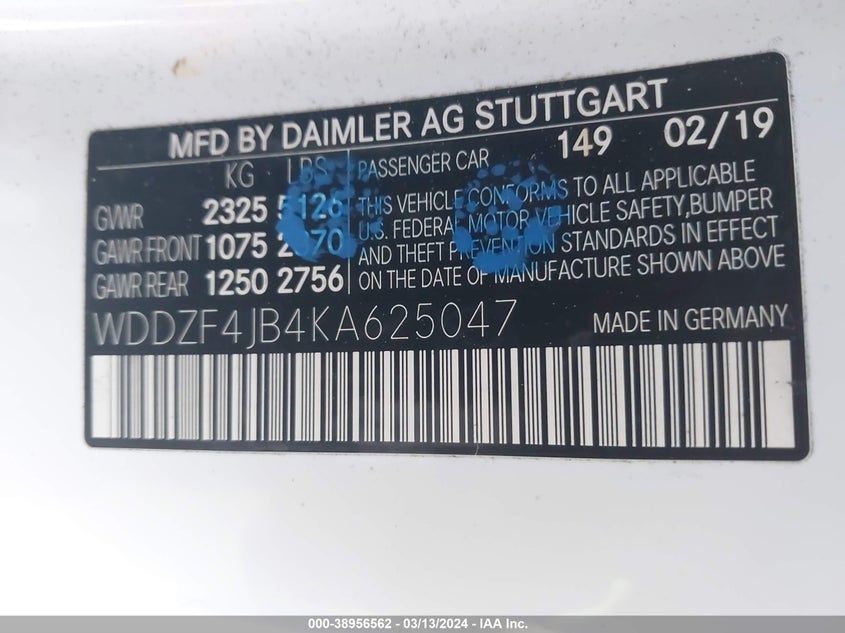 MFD BY DAIMLER AG STUTTGART
KG LBS PASSENGER CAR 149 02/19
GVWR 2325 5126 THIS VEHICLE CONFORMS TO ALL APPLICABLE
GAWR FRONT 1075 2370 U.S. FEDERAL MOTOR VEHICLE SAFETY,BUMPER
GAWR REAR 1250 2756 AND THEFT PREVENTION STANDARDS IN EFFECT
ON THE DATE OF MANUFACTURE SHOWN ABOVE
WDDZF4JB4KA625047 MADE IN GERMANY
000-38956562 - 03/13/2024 - IAA Inc.